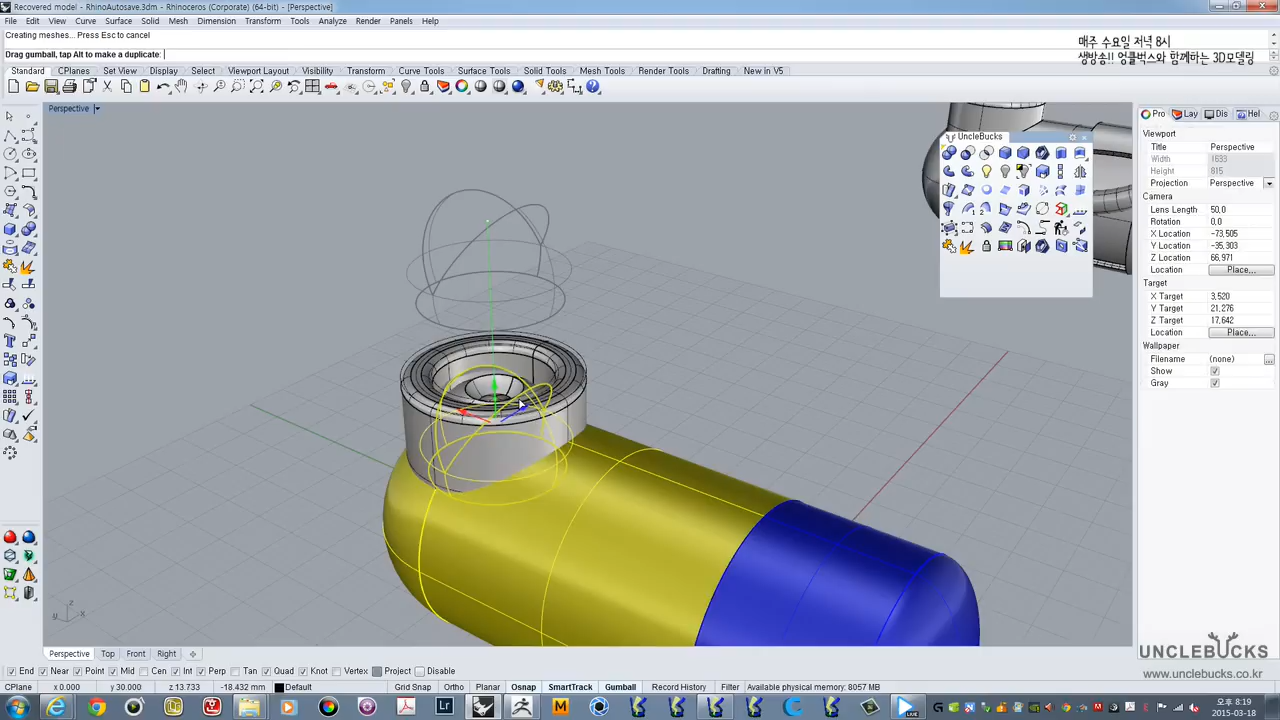 Recovered model - RhinoAutosave.3dm - Rhinoceros (Corporate) (64-bit) - [Perspective]
File Edit View Curve Surface Solid Mesh Dimension Transform Tools Analyze Render Panels Help
Creating meshes... Press Esc to cancel
매주 수요일 저녁 8시
Drag gumball, tap Alt to make a duplicate:
생방송!! 엉클벅스와 함께하는 3D모델링
Standard CPlanes Set View Display Select Viewport Layout Visibility Transform Curve Tools Surface Tools Solid Tools Mesh Tools Render Tools Drafting New In V5
Perspective
UncleBucks
Pro Lay Dis Hel
Viewport
Title Perspective
Width 1633
Height 815
Projection Perspective
Camera
Lens Length 50,0
Rotation 0,0
X Location -73,505
Y Location -35,303
Z Location 66,971
Location Place...
Target
X Target 3,520
Y Target 21,276
Z Target 17,642
Location Place...
Wallpaper
Filename (none) ...
Show
Gray
z
y x
Perspective Top Front Right
End Near Point Mid Cen Int Perp Tan Quad Knot Vertex Project Disable
UNCLEBUCKS
www.unclebucks.co.kr
CPlane x 0.000 y 30.000 z 13.733 -18.432 mm Default Grid Snap Ortho Planar Osnap SmartTrack Gumball Record History Filter Available physical memory: 8057 MB
Lr
LIVE
오후 8:19
2015-03-18